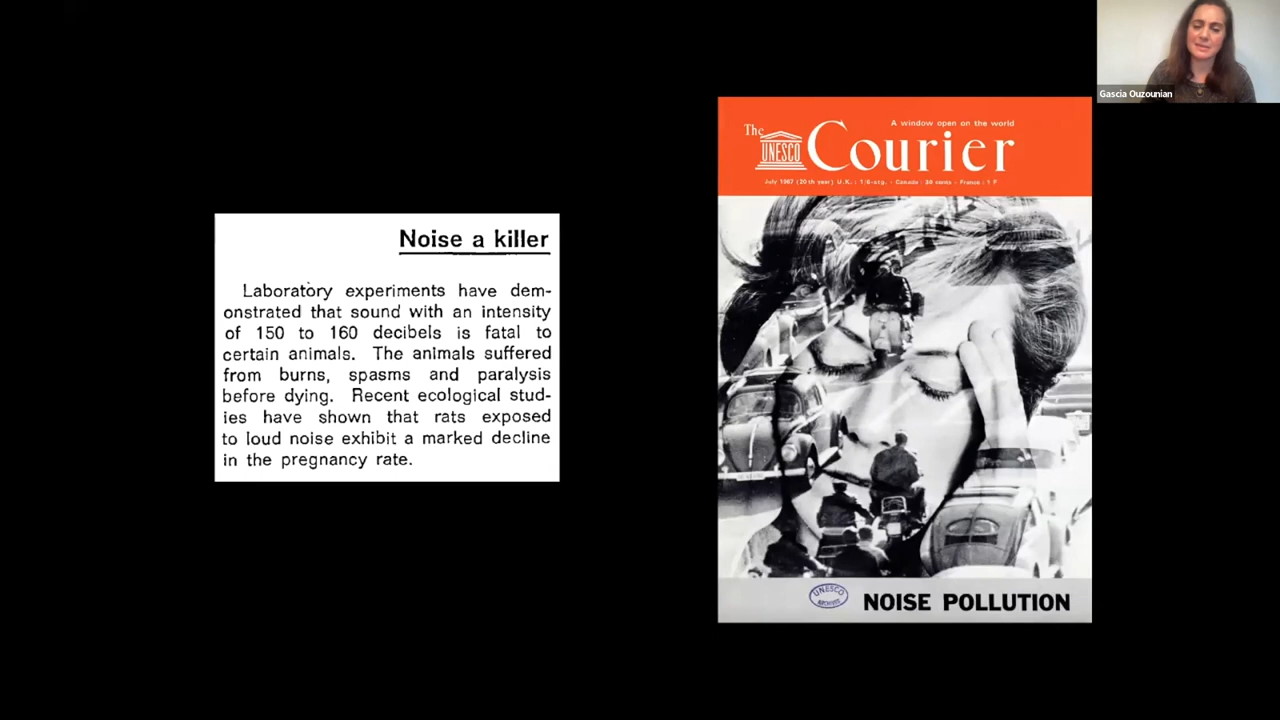 Gascia Ouzounian
A window open on the world
The UNESCO Courier
July 1967 (20th year) U.K.: 1/6-stg. - Canada: 30 cents - France: 1 F
Noise a killer
Laboratory experiments have dem-
onstrated that sound with an intensity
of 150 to 160 decibels is fatal to
certain animals. The animals suffered
from burns, spasms and paralysis
before dying. Recent ecological stud-
ies have shown that rats exposed
to loud noise exhibit a marked decline
in the pregnancy rate.
UNESCO
ARCHIVES
NOISE POLLUTION